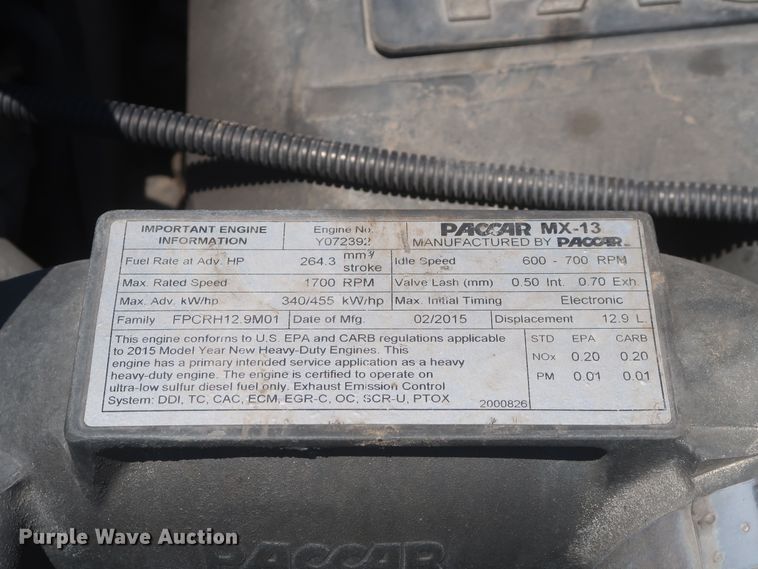 IMPORTANT ENGINE INFORMATION
Engine No. Y072392
PACCAR MX-13
MANUFACTURED BY PACCAR
Fuel Rate at Adv. HP 264.3 mm³/stroke
Idle Speed 600 - 700 RPM
Max. Rated Speed 1700 RPM
Valve Lash (mm) 0.50 Int. 0.70 Exh.
Max. Adv. kW/hp 340/455 kW/hp
Max. Initial Timing Electronic
Family FPCRH12.9M01
Date of Mfg. 02/2015
Displacement 12.9 L
This engine conforms to U.S. EPA and CARB regulations applicable
to 2015 Model Year New Heavy-Duty Engines. This
engine has a primary intended service application as a heavy
heavy-duty engine. The engine is certified to operate on
ultra-low sulfur diesel fuel only. Exhaust Emission Control
System: DDI, TC, CAC, ECM, EGR-C, OC, SCR-U, PTOX
2000826
STD EPA CARB
NOx 0.20 0.20
PM 0.01 0.01
PACCAR
Purple Wave Auction